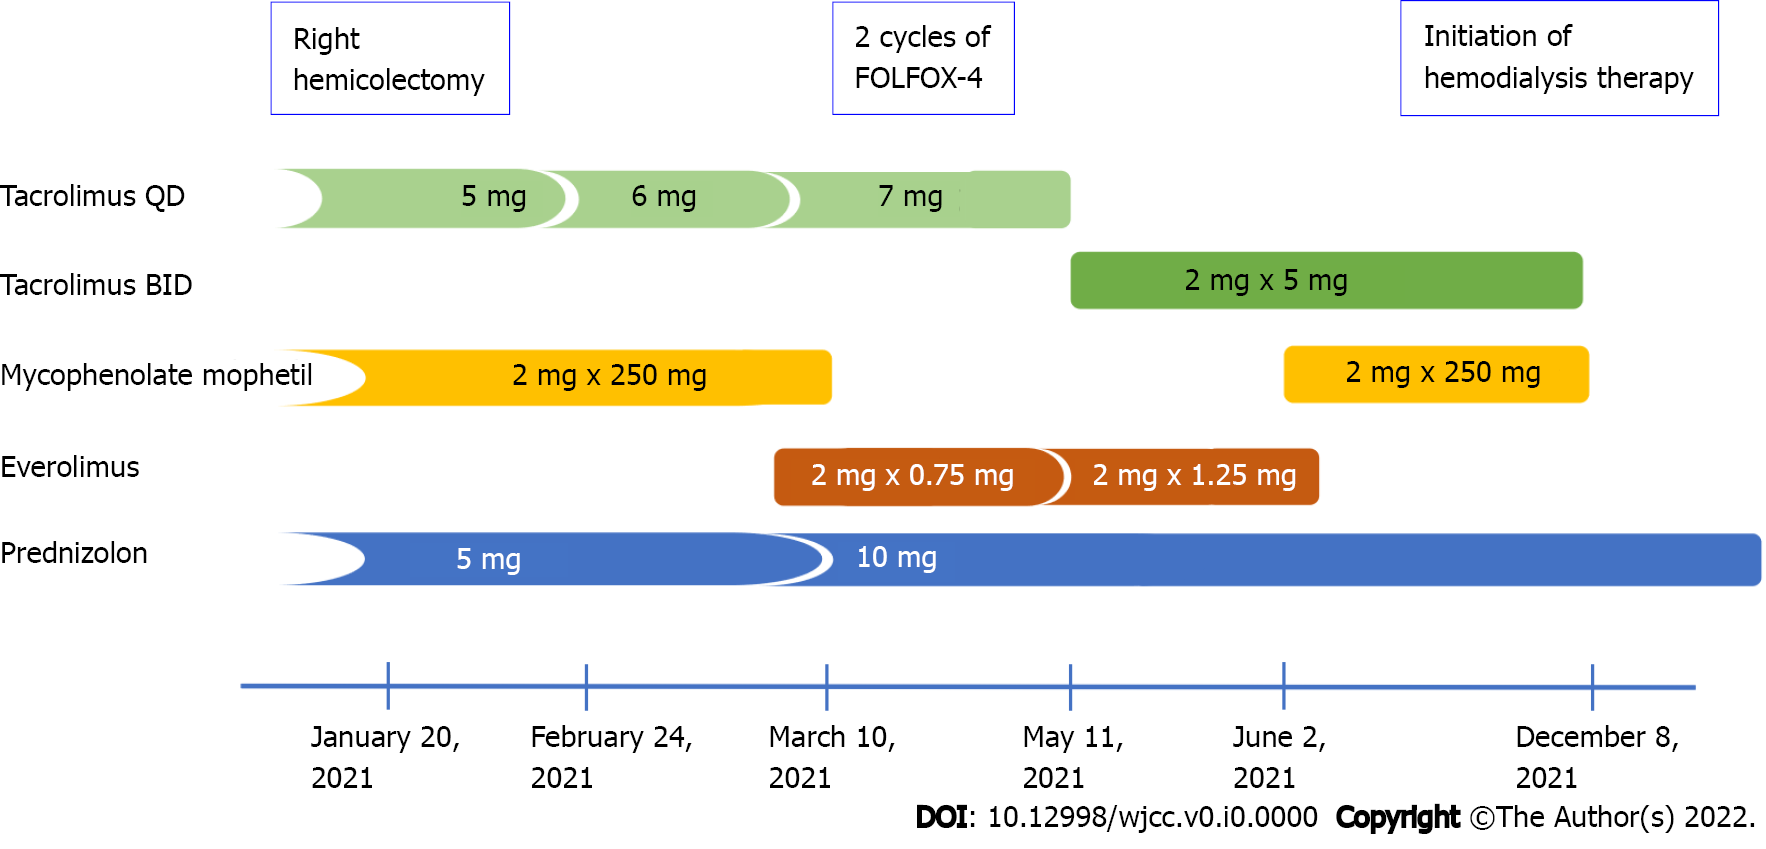 Right
hemicolectomy
2 cycles of
FOLFOX-4
Initiation of
hemodialysis therapy
Tacrolimus QD
5 mg
6 mg
7 mg
Tacrolimus BID
2 mg x 5 mg
Mycophenolate mophetil
2 mg x 250 mg
2 mg x 250 mg
Everolimus
2 mg x 0.75 mg
2 mg x 1.25 mg
Prednizolon
5 mg
10 mg
January 20,
2021
February 24,
2021
March 10,
2021
May 11,
2021
June 2,
2021
December 8,
2021
DOI: 10.12998/wjcc.v0.i0.0000 Copyright ©The Author(s) 2022.